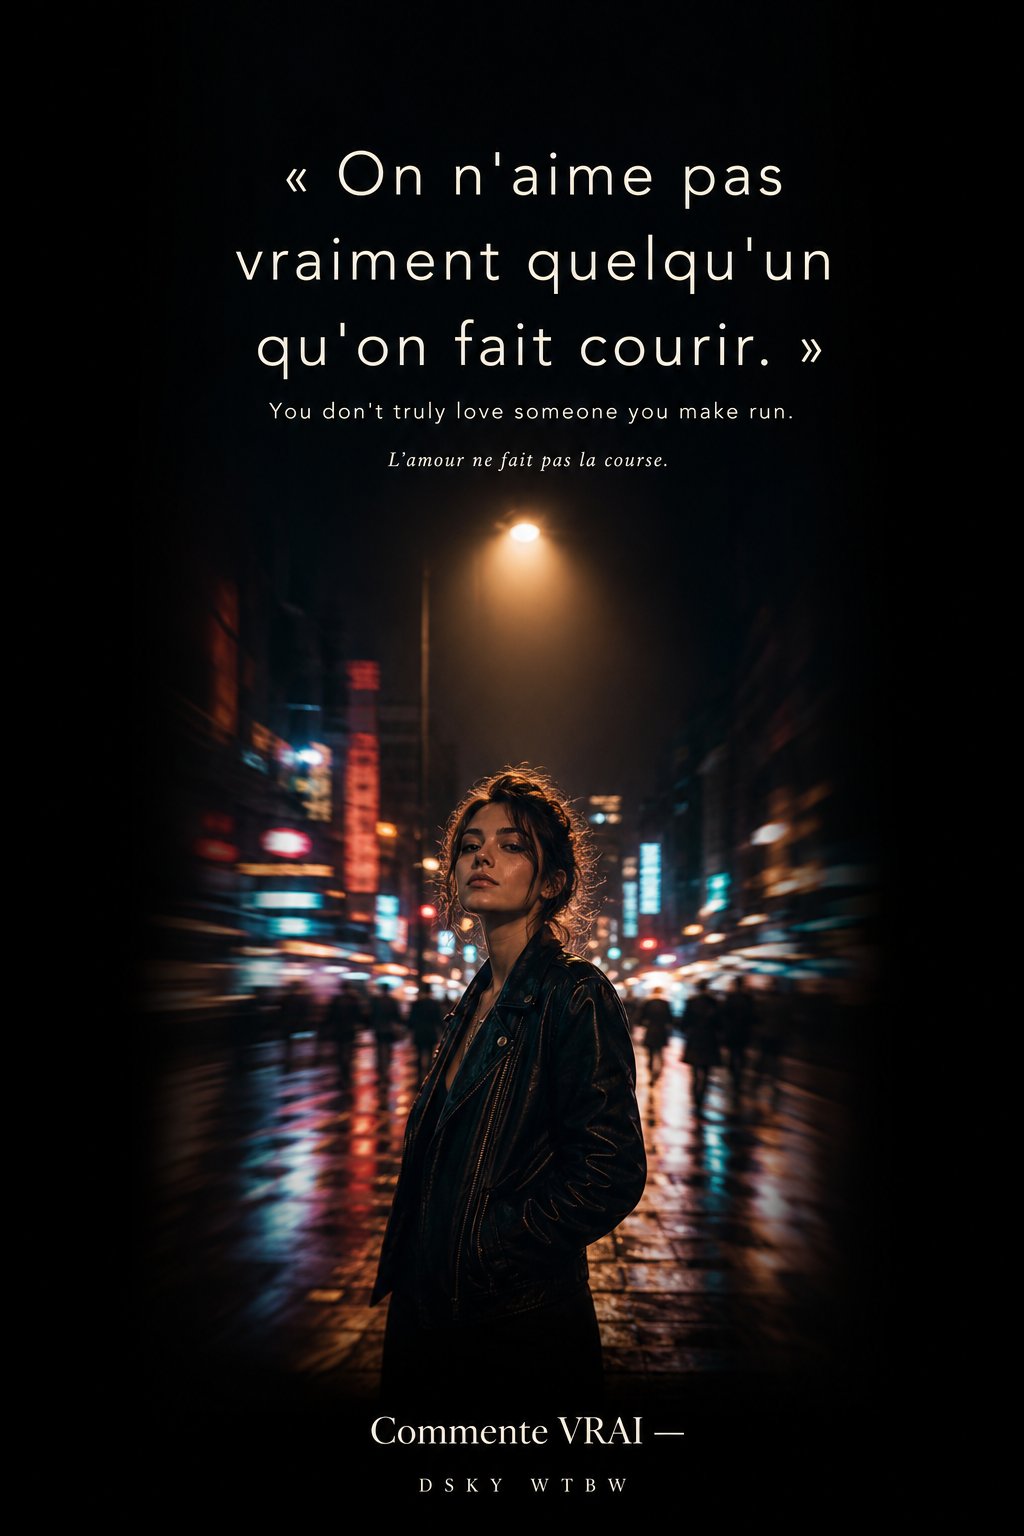 « On n'aime pas
vraiment quelqu'un
qu'on fait courir. »
You don't truly love someone you make run.
L’amour ne fait pas la course.
Commente VRAI —
DSKY WTBW